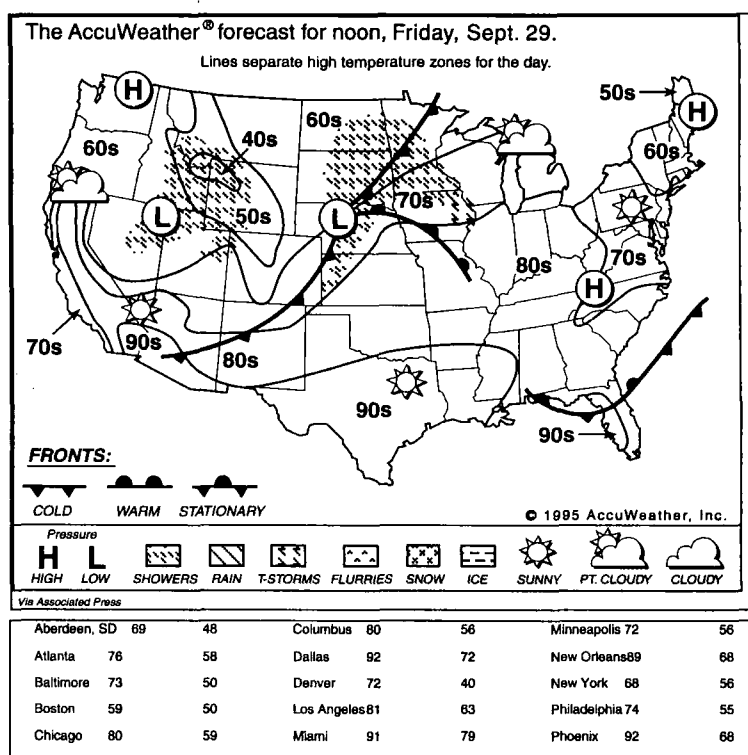 The AccuWeather® forecast for noon, Friday, Sept. 29.
Lines separate high temperature zones for the day.
H
50s
H
60s
40s
60s
60s
L
50s
L
70s
80s
70s
H
70s
90s
80s
90s
90s
FRONTS:
COLD WARM STATIONARY
© 1995 AccuWeather, Inc.
Pressure
H L
HIGH LOW SHOWERS RAIN T-STORMS FLURRIES SNOW ICE SUNNY PT. CLOUDY CLOUDY
Via Associated Press
Aberdeen, SD 69 48 Columbus 80 56 Minneapolis 72 56
Atlanta 76 58 Dallas 92 72 New Orleans89 68
Baltimore 73 50 Denver 72 40 New York 68 56
Boston 59 50 Los Angeles81 63 Philadelphia 74 55
Chicago 80 59 Miami 91 79 Phoenix 92 68